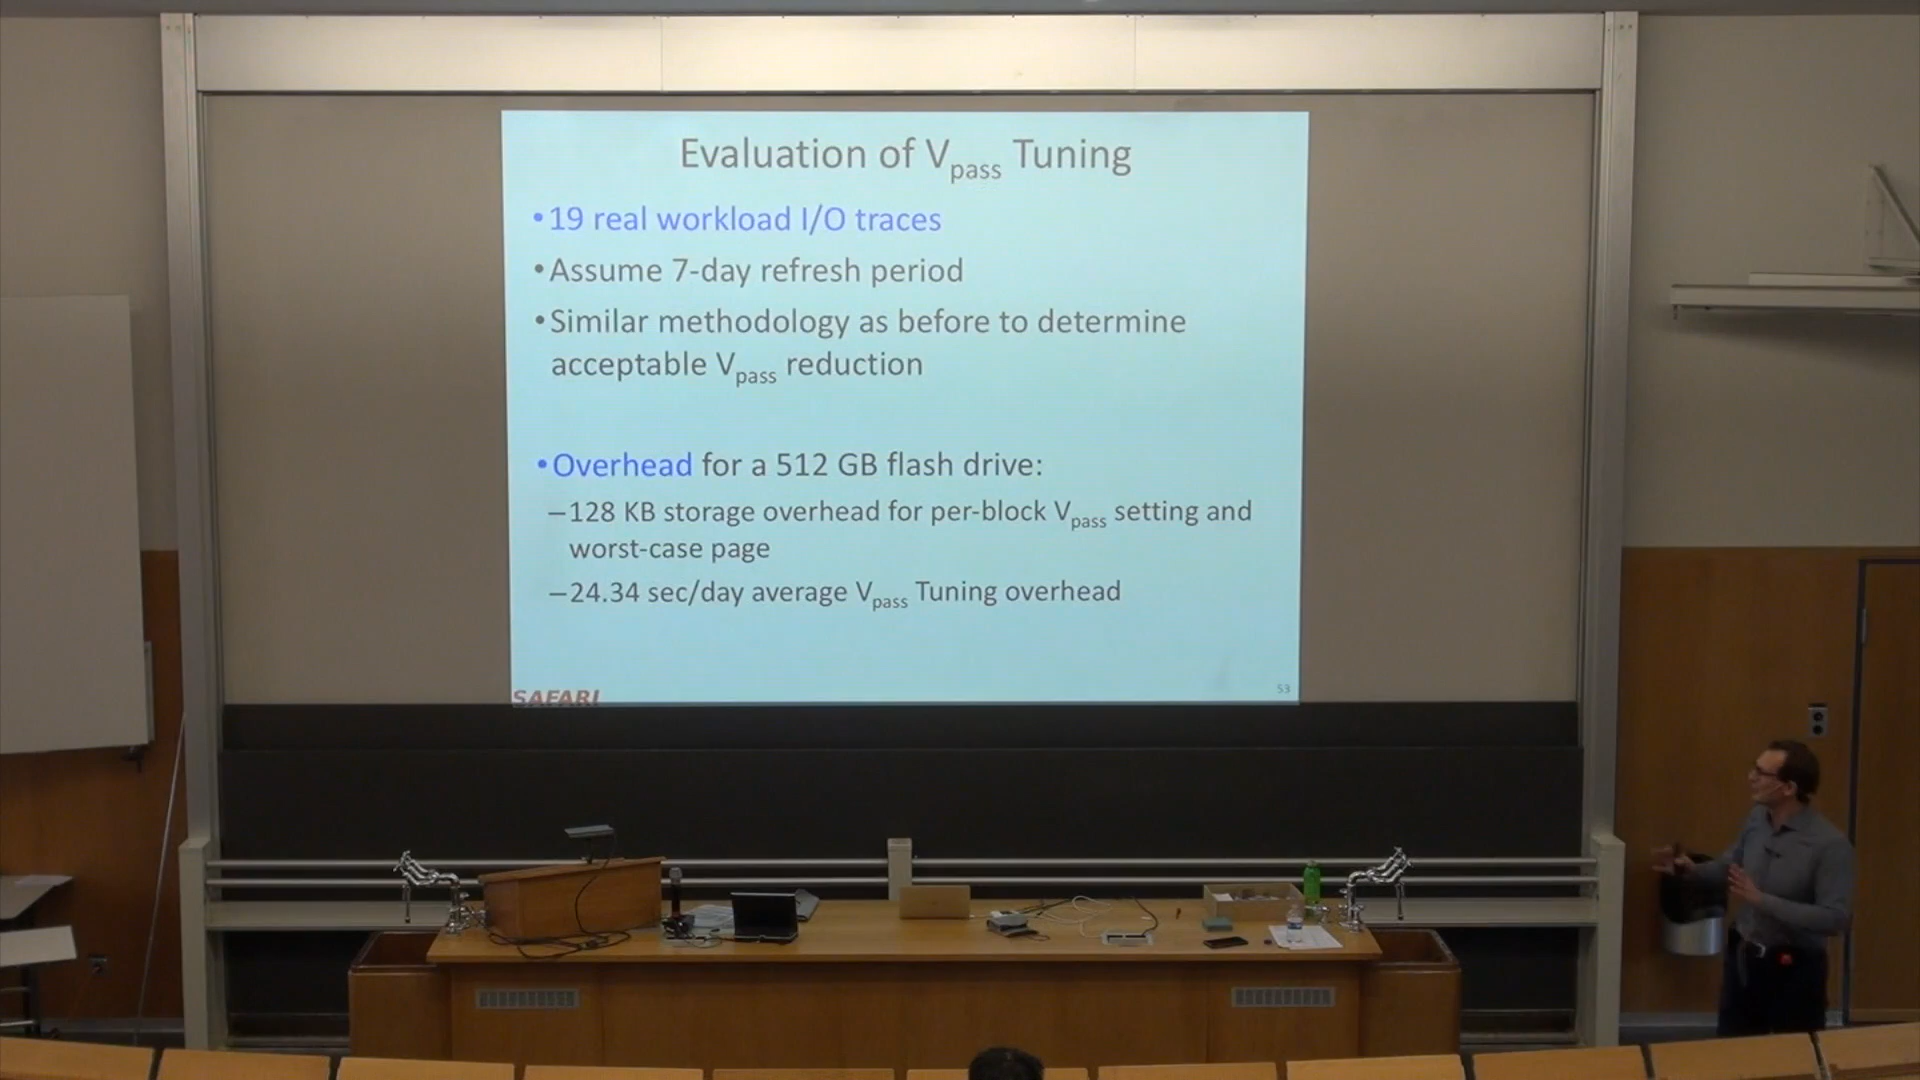 Evaluation of Vpass Tuning
•19 real workload I/O traces
•Assume 7-day refresh period
•Similar methodology as before to determine
acceptable Vpass reduction
•Overhead for a 512 GB flash drive:
–128 KB storage overhead for per-block Vpass setting and
worst-case page
–24.34 sec/day average Vpass Tuning overhead
SAFARI
53